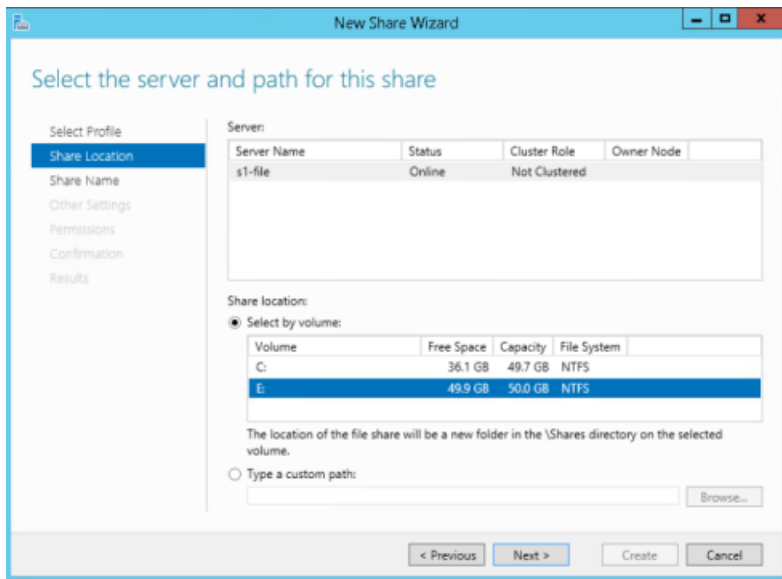 New Share Wizard
Select the server and path for this share
Select Profile
Share Location
Share Name
Other Settings
Permissions
Confirmation
Results
Server:
Server Name Status Cluster Role Owner Node
s1-file Online Not Clustered
Share location:
Select by volume:
Volume Free Space Capacity File System
C: 36.1 GB 49.7 GB NTFS
E: 49.9 GB 50.0 GB NTFS
The location of the file share will be a new folder in the \Shares directory on the selected
volume.
Type a custom path:
Browse...
< Previous Next > Create Cancel